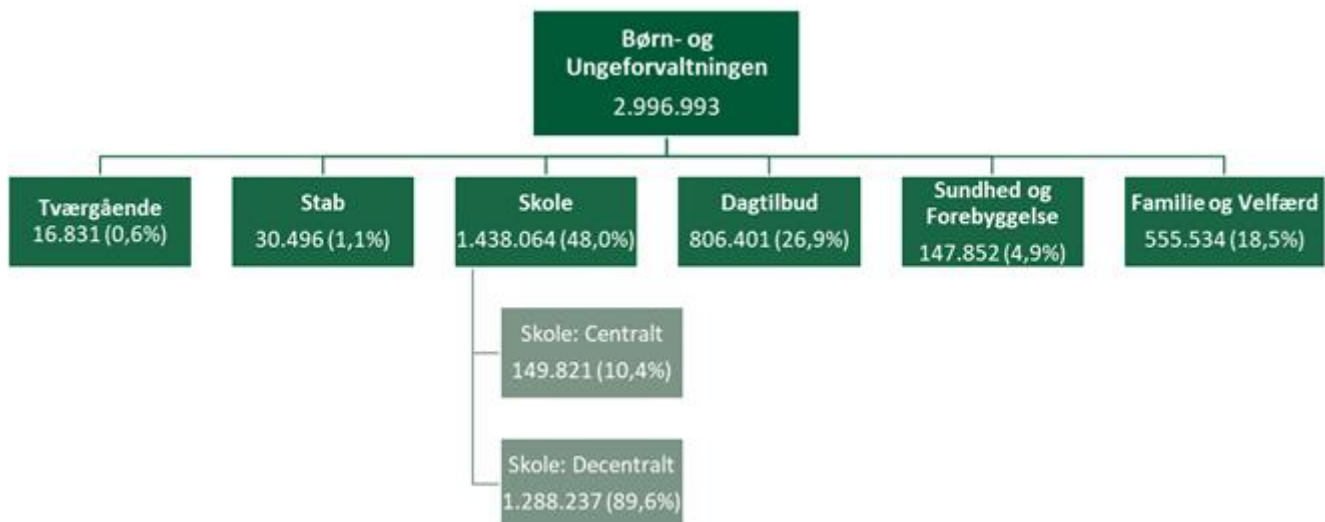 Børn- og
Ungeforvaltningen
2.996.993
Tværgående
16.831 (0,6%)
Stab
30.496 (1,1%)
Skole
1.438.064 (48,0%)
Dagtilbud
806.401 (26,9%)
Sundhed og
Forebyggelse
147.852 (4,9%)
Familie og Velfærd
555.534 (18,5%)
Skole: Centralt
149.821 (10,4%)
Skole: Decentralt
1.288.237 (89,6%)